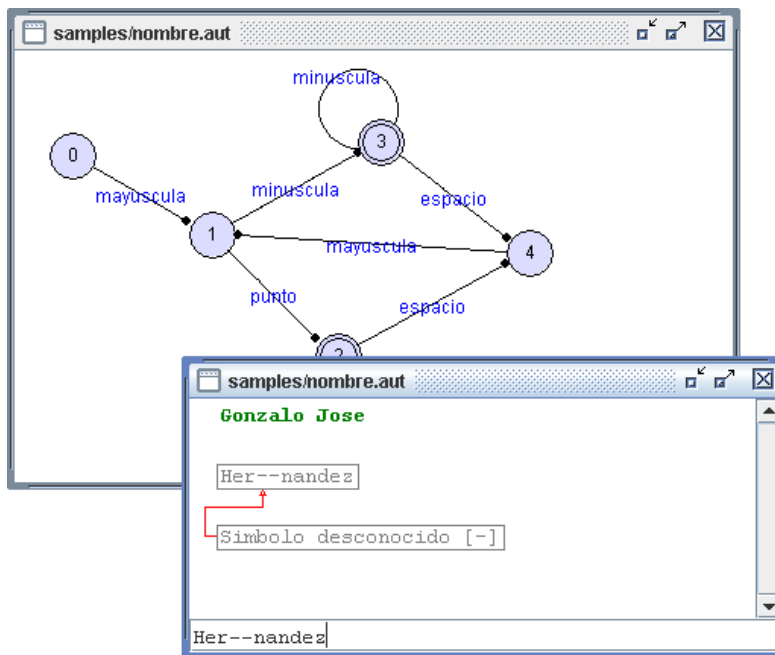 samples/nombre.aut
minuscula
3
0
mayuscula
minuscula
espacio
1
mayuscula
4
punto
espacio
2
samples/nombre.aut
Gonzalo Jose
Her--nandez
Simbolo desconocido [-]
Her--nandez